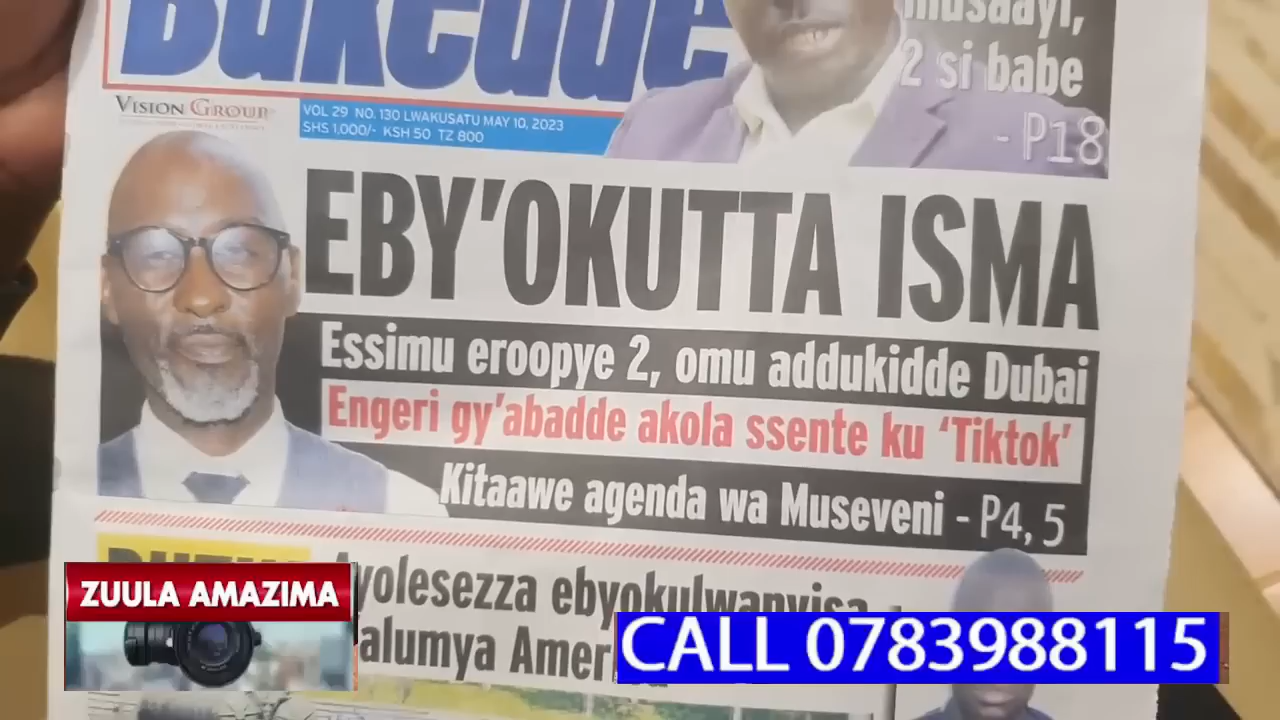 Bukedde
musaayi,
2 si babe
- P18
VISION GROUP
VOL 29 NO. 130 LWAKUSATU MAY 10, 2023
SHS 1,000/- KSH 50 TZ 800
EBY'OKUTTA ISMA
Essimu eroopye 2, omu addukidde Dubai
Engeri gy'abadde akola ssente ku 'Tiktok'
Kitaawe agenda wa Museveni - P4, 5
ebyokulwanyisa
ZUULA AMAZIMA
CALL 0783988115